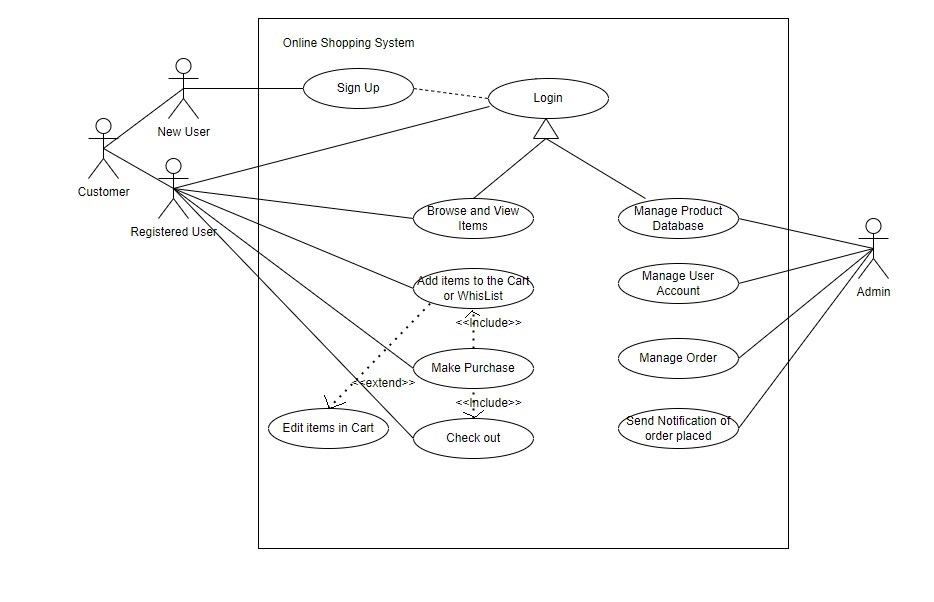 Online Shopping System
Sign Up
Login
New User
Customer
Registered User
Browse and View
Items
Manage Product
Database
Add items to the Cart
or WhisList
Manage User
Account
Admin
<<Include>>
Make Purchase
Manage Order
<<extend>>
<<Include>>
Edit items in Cart
Check out
Send Notification of
order placed